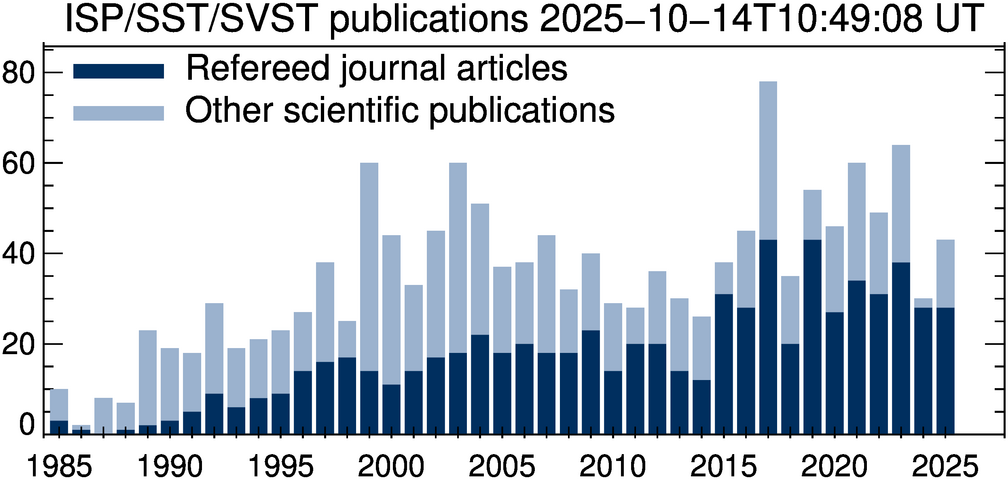 ISP/SST/SVST publications 2025−10−14T10:49:08 UT
Refereed journal articles
Other scientific publications
80
60
40
20
0
1985 1990 1995 2000 2005 2010 2015 2020 2025